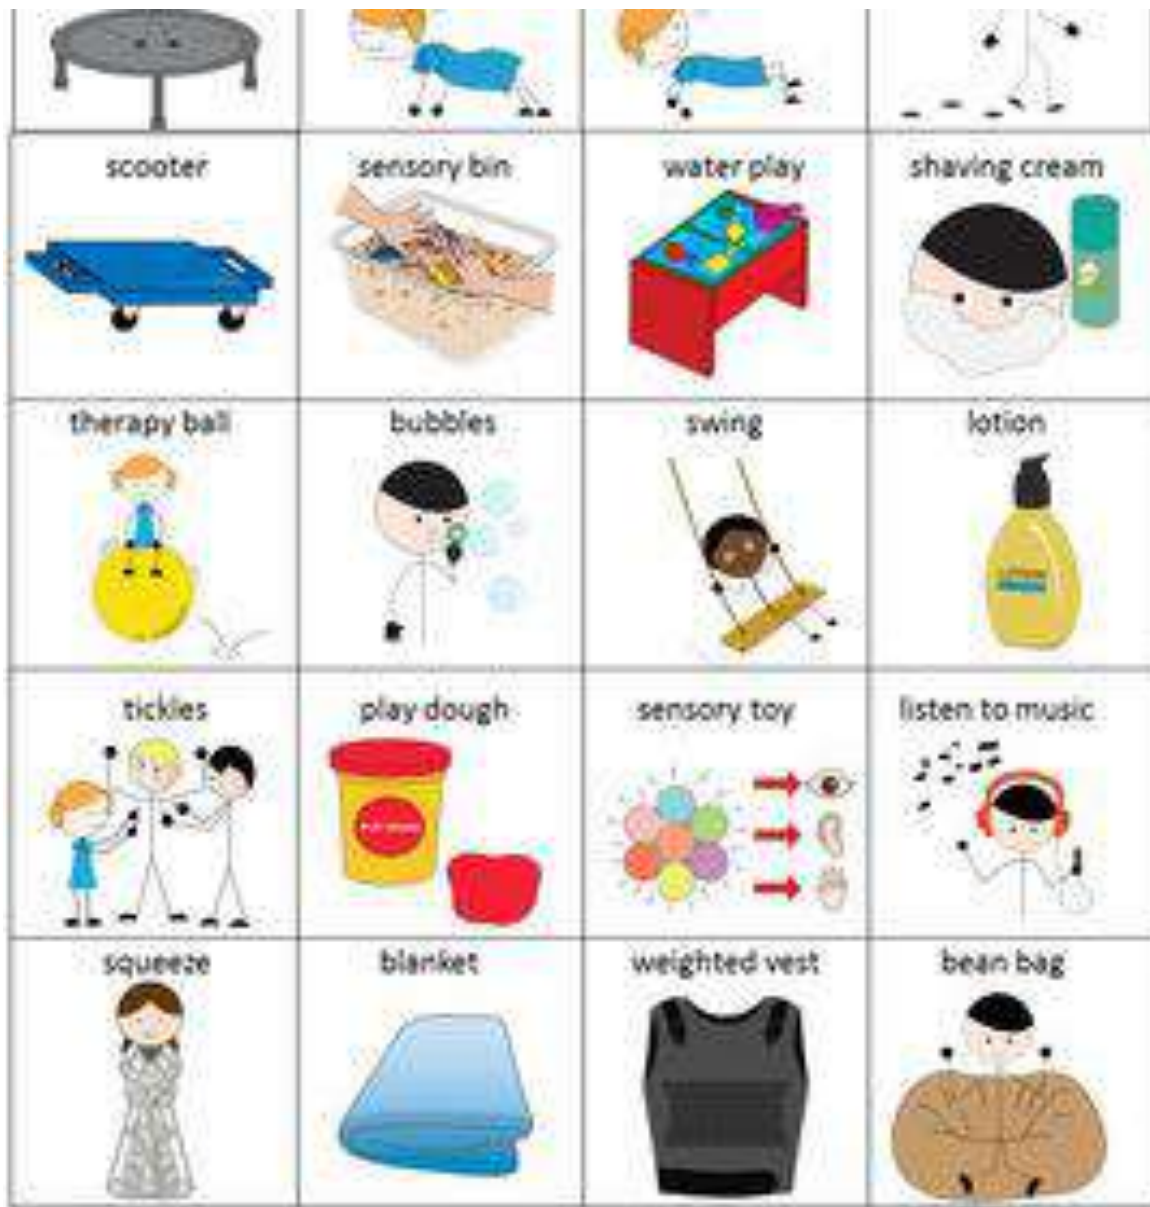 scooter
sensory bin
water play
shaving cream
therapy ball
bubbles
swing
lotion
tickles
play dough
sensory toy
listen to music
squeeze
blanket
weighted vest
bean bag